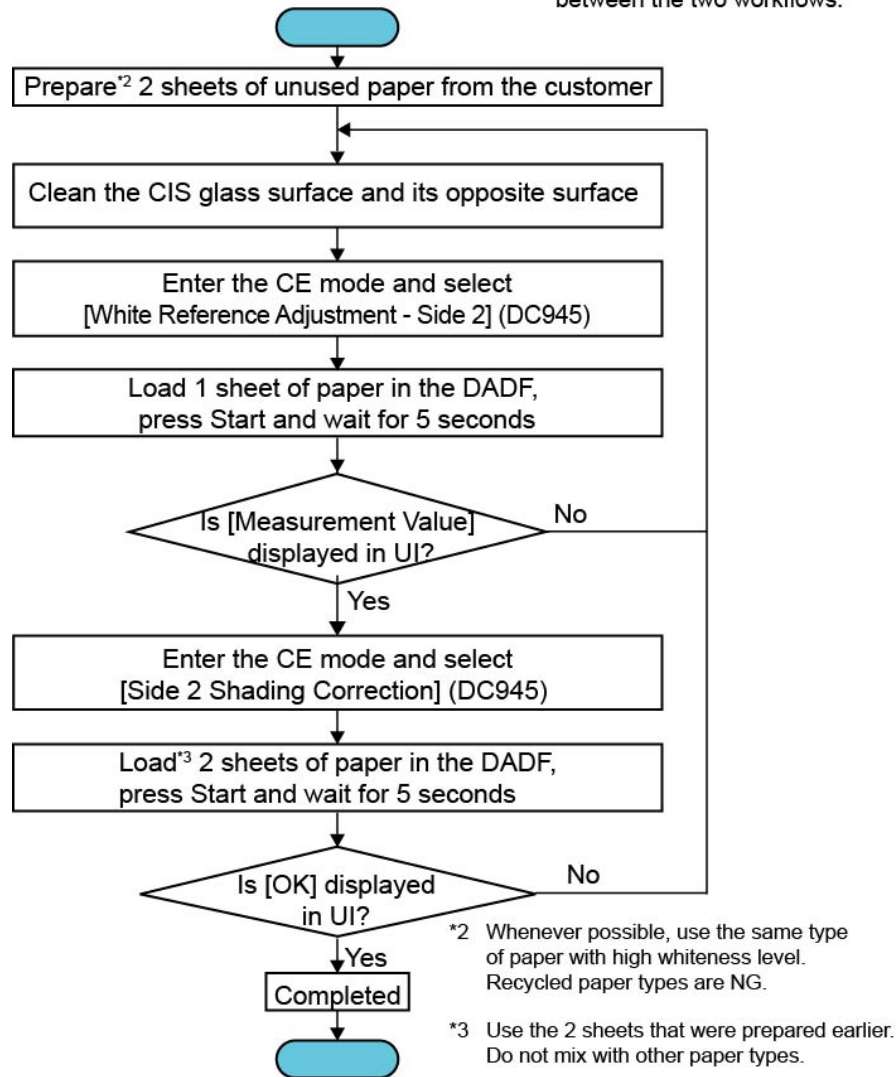 between the two workflows.
Prepare*2 2 sheets of unused paper from the customer
Clean the CIS glass surface and its opposite surface
Enter the CE mode and select
[White Reference Adjustment - Side 2] (DC945)
Load 1 sheet of paper in the DADF,
press Start and wait for 5 seconds
Is [Measurement Value]
displayed in UI?
No
Yes
Enter the CE mode and select
[Side 2 Shading Correction] (DC945)
Load*3 2 sheets of paper in the DADF,
press Start and wait for 5 seconds
Is [OK] displayed
in UI?
No
Yes
Completed
*2 Whenever possible, use the same type
of paper with high whiteness level.
Recycled paper types are NG.
*3 Use the 2 sheets that were prepared earlier.
Do not mix with other paper types.